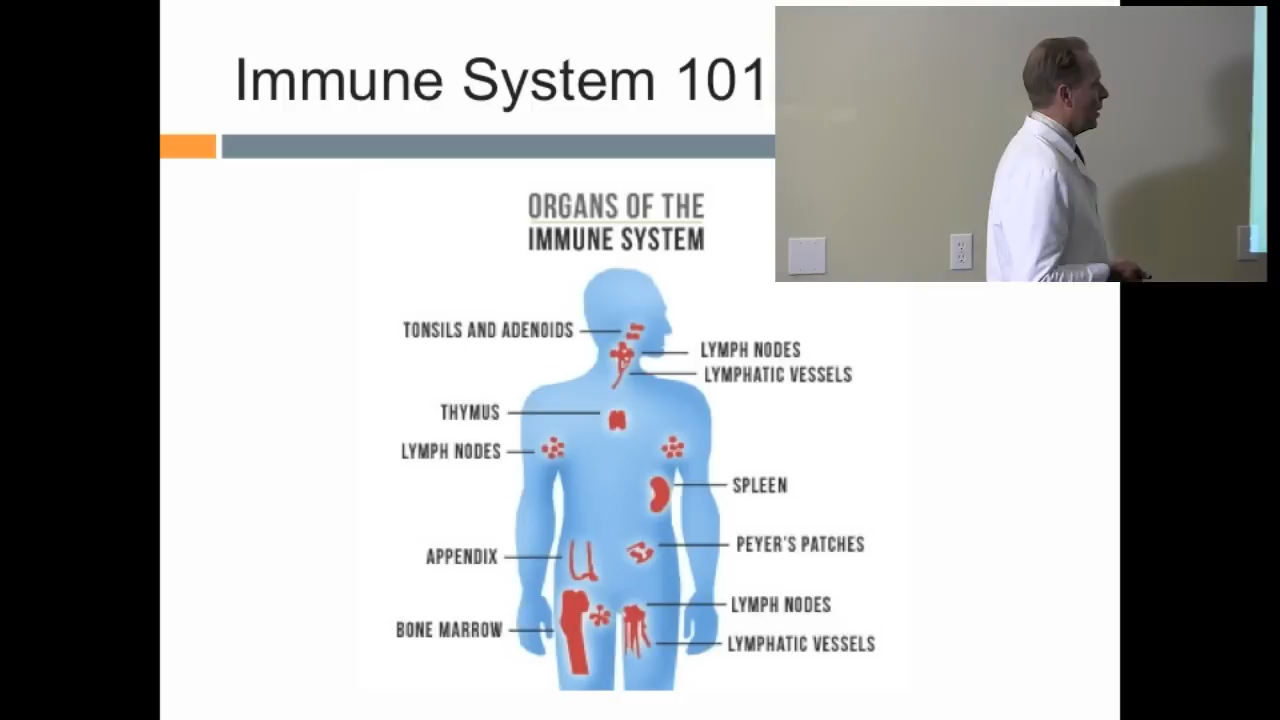 Immune System 101
ORGANS OF THE
IMMUNE SYSTEM
TONSILS AND ADENOIDS
LYMPH NODES
LYMPHATIC VESSELS
THYMUS
LYMPH NODES
SPLEEN
PEYER'S PATCHES
APPENDIX
LYMPH NODES
BONE MARROW
LYMPHATIC VESSELS